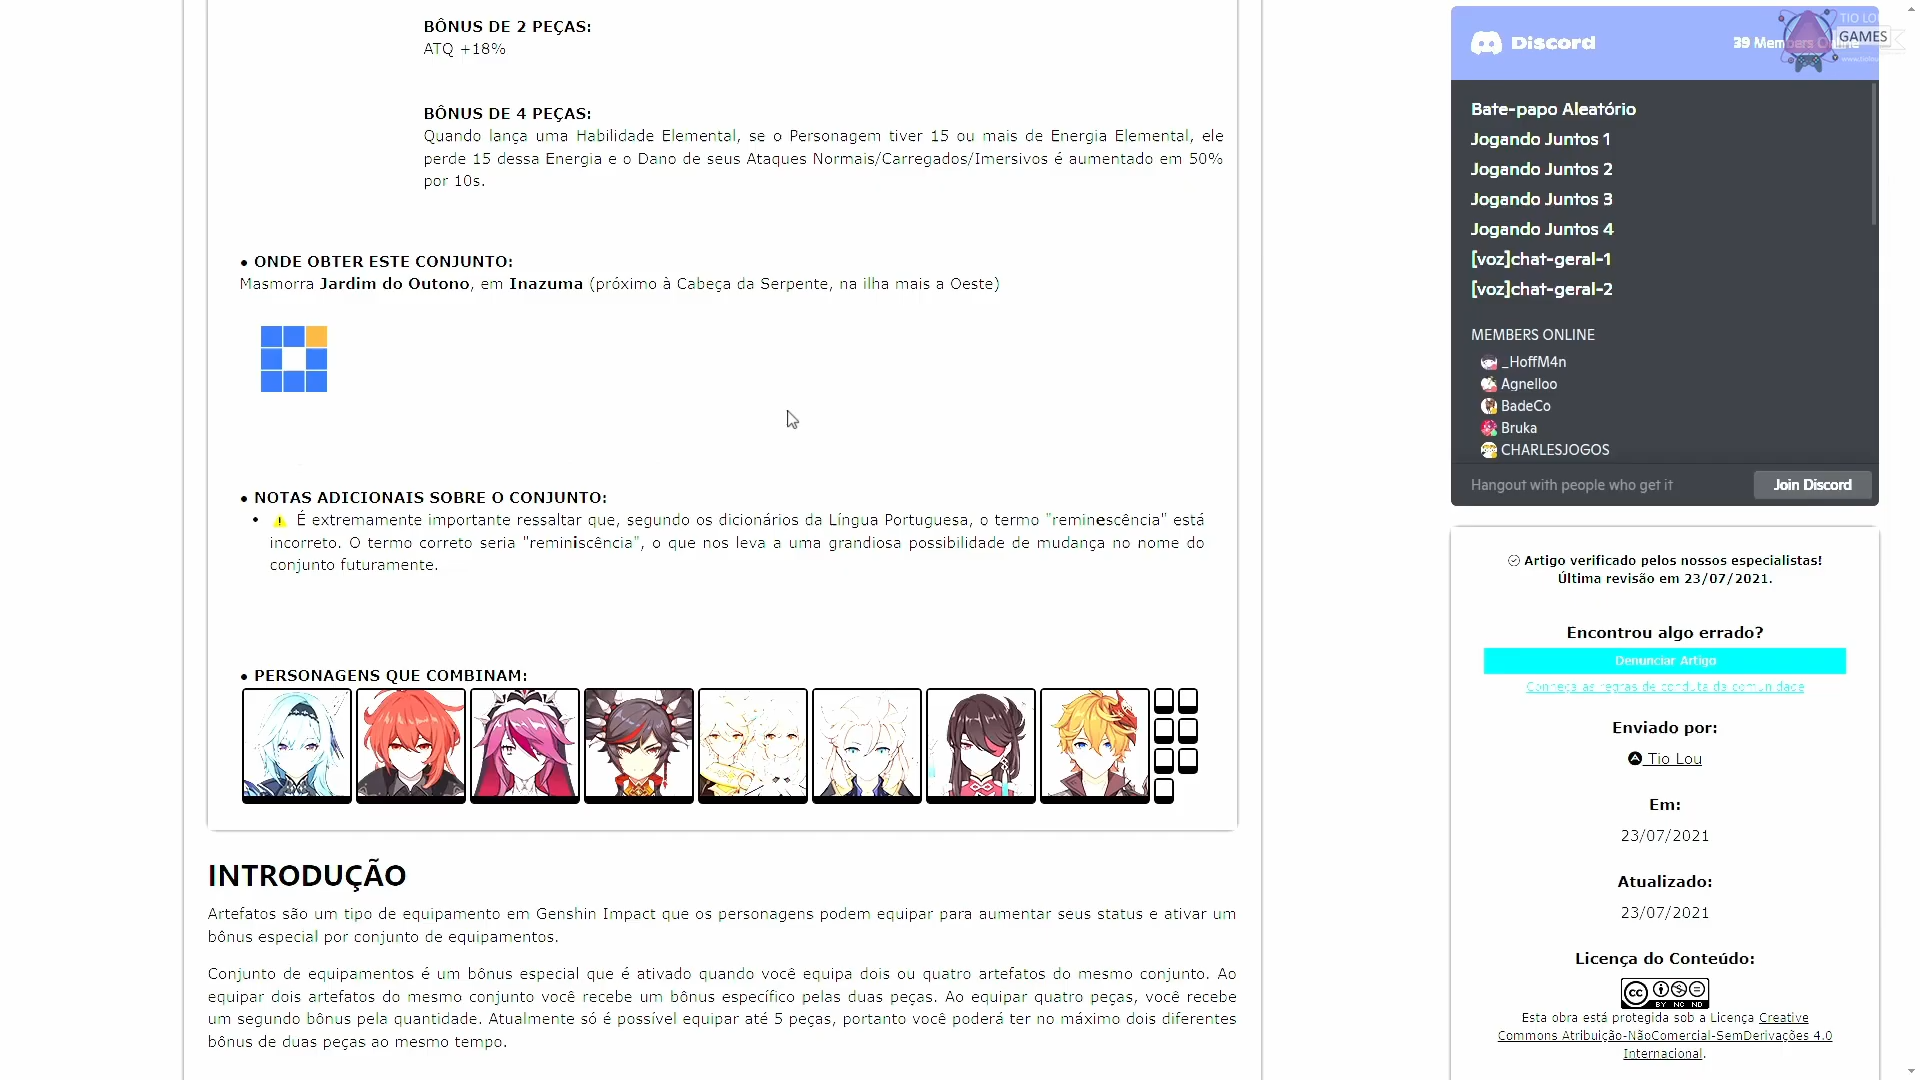 BÔNUS DE 2 PEÇAS:
ATQ +18%
BÔNUS DE 4 PEÇAS:
Quando lança uma Habilidade Elemental, se o Personagem tiver 15 ou mais de Energia Elemental, ele
perde 15 dessa Energia e o Dano de seus Ataques Normais/Carregados/Imersivos é aumentado em 50%
por 10s.
• ONDE OBTER ESTE CONJUNTO:
Masmorra Jardim do Outono, em Inazuma (próximo à Cabeça da Serpente, na ilha mais a Oeste)
• NOTAS ADICIONAIS SOBRE O CONJUNTO:
• É extremamente importante ressaltar que, segundo os dicionários da Língua Portuguesa, o termo "reminescência" está
incorreto. O termo correto seria "reminiscência", o que nos leva a uma grandiosa possibilidade de mudança no nome do
conjunto futuramente.
• PERSONAGENS QUE COMBINAM:
INTRODUÇÃO
Artefatos são um tipo de equipamento em Genshin Impact que os personagens podem equipar para aumentar seus status e ativar um
bônus especial por conjunto de equipamentos.
Conjunto de equipamentos é um bônus especial que é ativado quando você equipa dois ou quatro artefatos do mesmo conjunto. Ao
equipar dois artefatos do mesmo conjunto você recebe um bônus específico pelas duas peças. Ao equipar quatro peças, você recebe
um segundo bônus pela quantidade. Atualmente só é possível equipar até 5 peças, portanto você poderá ter no máximo dois diferentes
bônus de duas peças ao mesmo tempo.
Discord
39 Members Online
TIO LOU
GAMES
Bate-papo Aleatório
Jogando Juntos 1
Jogando Juntos 2
Jogando Juntos 3
Jogando Juntos 4
[voz]chat-geral-1
[voz]chat-geral-2
MEMBERS ONLINE
_HoffM4n
Agnelloo
BadeCo
Bruka
CHARLESJOGOS
Hangout with people who get it
Join Discord
Artigo verificado pelos nossos especialistas!
Última revisão em 23/07/2021.
Encontrou algo errado?
Denunciar Artigo
Conheça as regras de conduta da comunidade
Enviado por:
Tio Lou
Em:
23/07/2021
Atualizado:
23/07/2021
Licença do Conteúdo:
CC BY NC ND
Esta obra está protegida sob a Licença Creative
Commons Atribuição-NãoComercial-SemDerivações 4.0
Internacional.